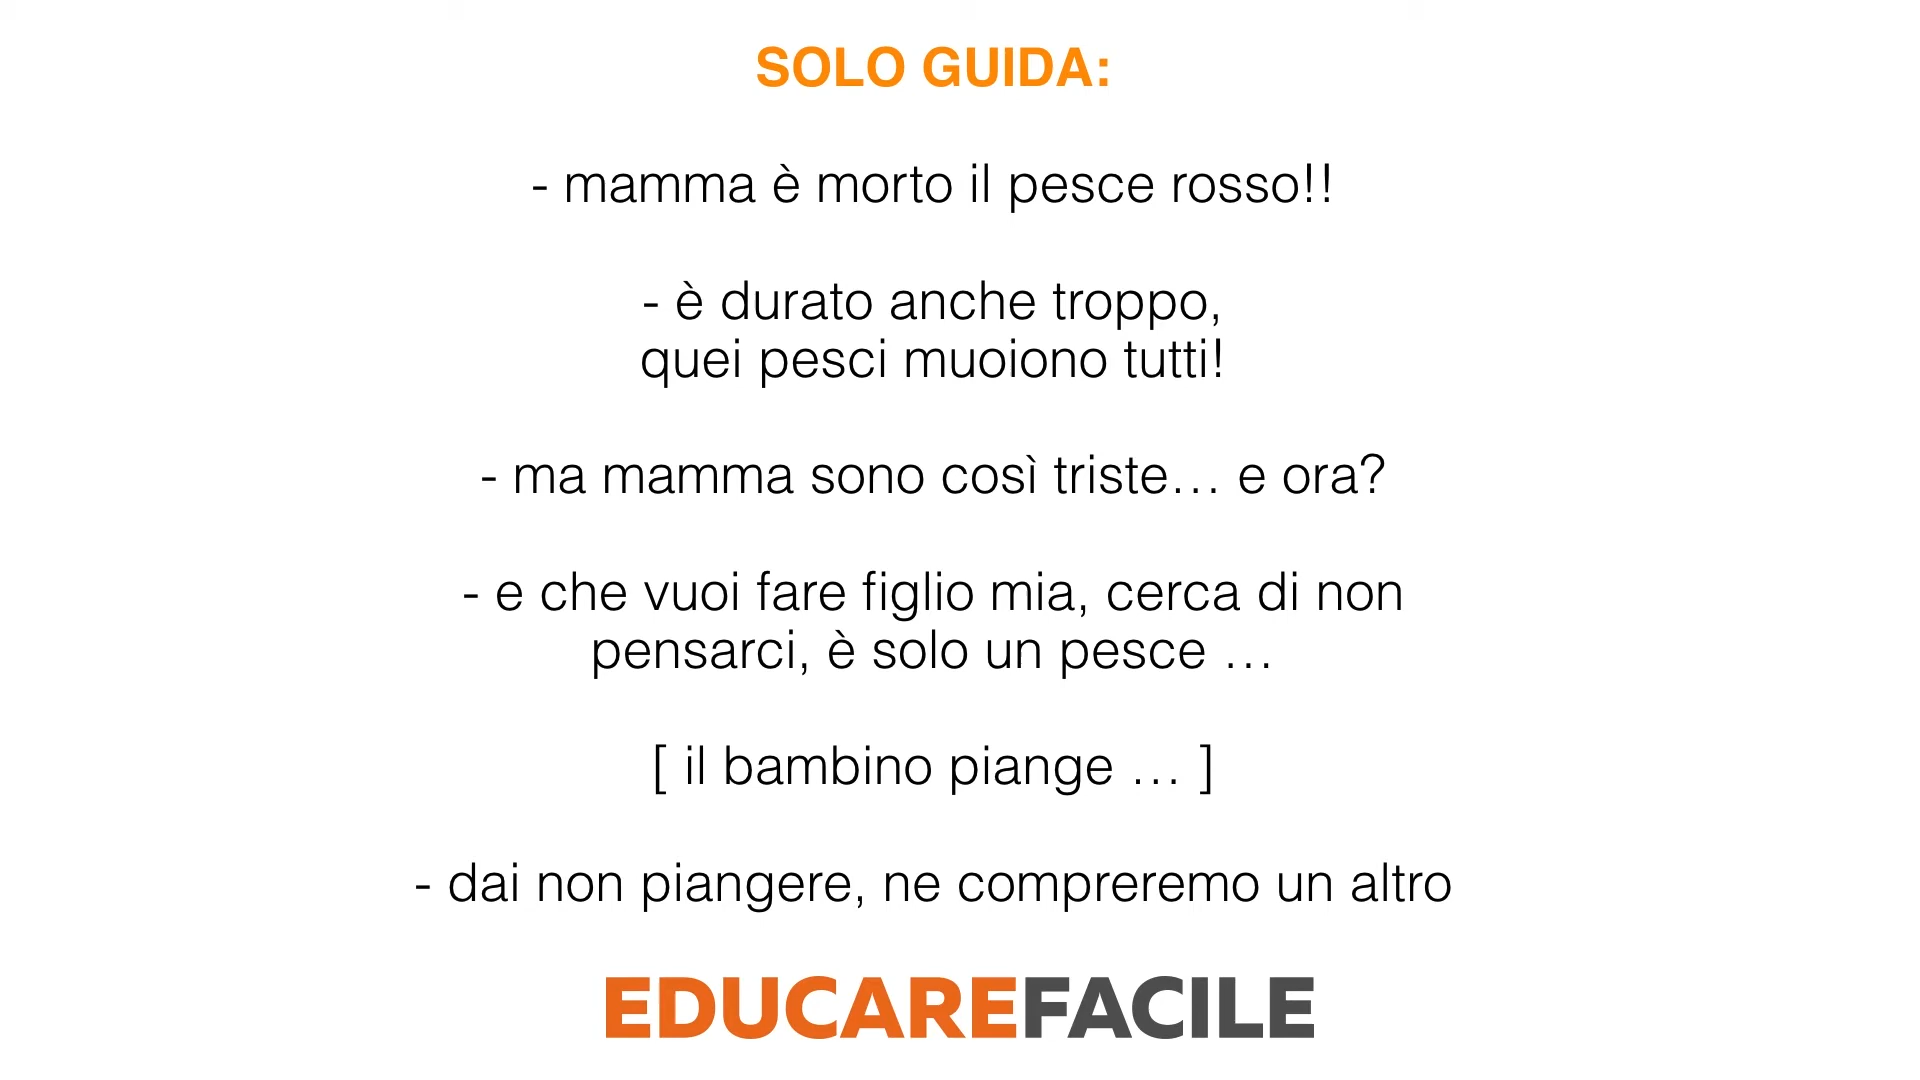 SOLO GUIDA:
- mamma è morto il pesce rosso!!
- è durato anche troppo,
quei pesci muoiono tutti!
- ma mamma sono così triste… e ora?
- e che vuoi fare figlio mia, cerca di non
pensarci, è solo un pesce …
[ il bambino piange … ]
- dai non piangere, ne compreremo un altro
EDUCAREFACILE